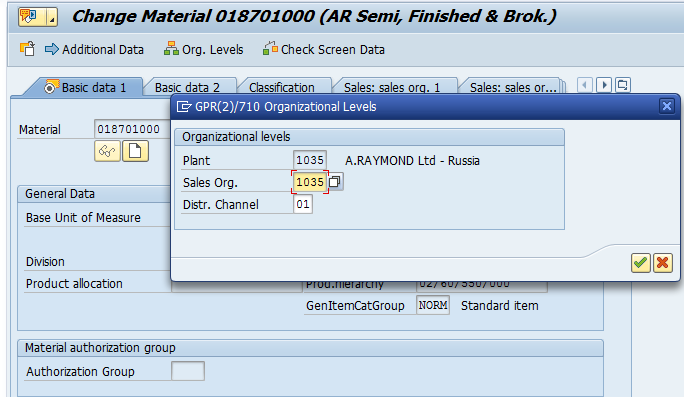 Change Material 018701000 (AR Semi, Finished & Brok.)
Additional Data Org. Levels Check Screen Data
Basic data 1 Basic data 2 Classification Sales: sales org. 1 Sales: sales or...
GPR(2)/710 Organizational Levels
Material 018701000
Organizational levels
Plant 1035 A.RAYMOND Ltd - Russia
Sales Org. 1035
Distr. Channel 01
General Data
Base Unit of Measure
Division
Product allocation Prod.hierarchy 02/60/550/000
GenItemCatGroup NORM Standard item
Material authorization group
Authorization Group